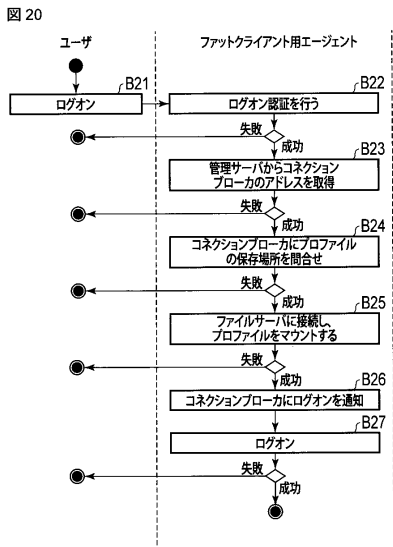 図 20
ユーザ
ファットクライアント用エージェント
B21
ログオン
B22
ログオン認証を行う
失敗
成功
B23
管理サーバからコネクション
ブローカのアドレスを取得
失敗
成功
B24
コネクションブローカにプロファイル
の保存場所を問合せ
失敗
成功
B25
ファイルサーバに接続し、
プロファイルをマウントする
失敗
成功
B26
コネクションブローカにログオンを通知
B27
ログオン
失敗
成功